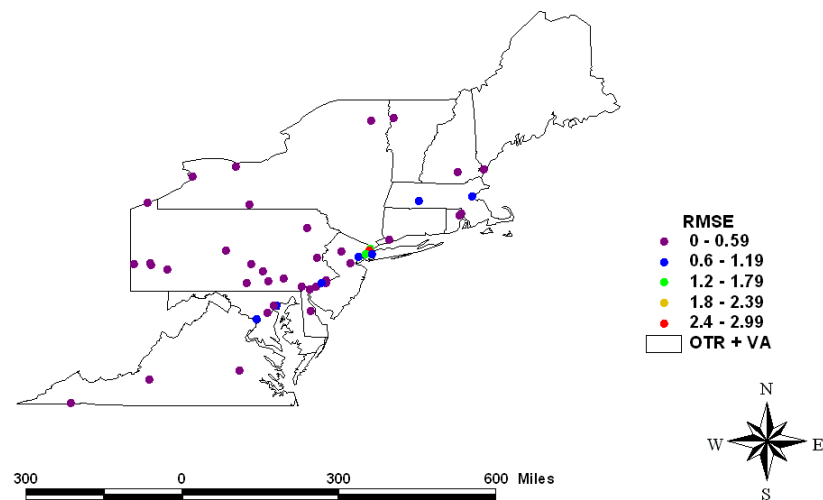 RMSE
0 - 0.59
0.6 - 1.19
1.2 - 1.79
1.8 - 2.39
2.4 - 2.99
OTR + VA
N
W E
S
300 0 300 600 Miles